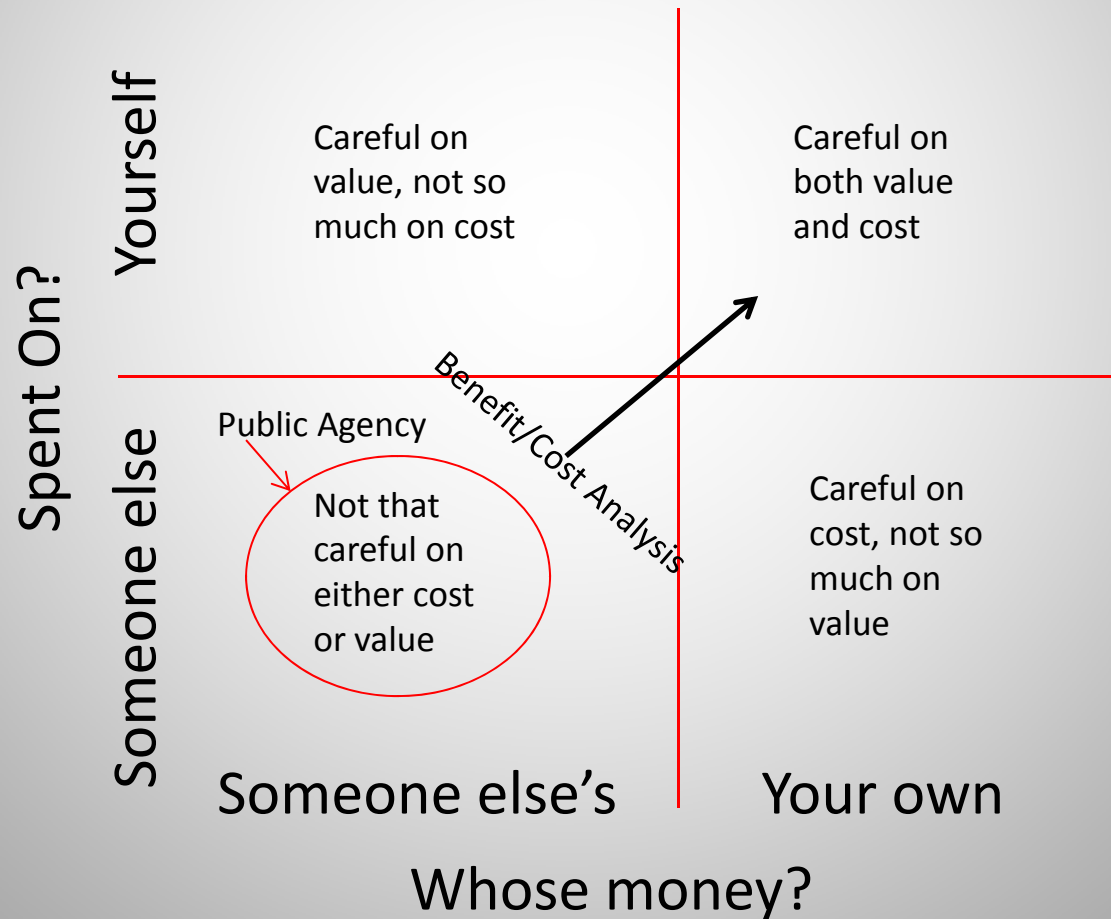 Spent On?
Yourself
Someone else
Careful on
value, not so
much on cost
Careful on
both value
and cost
Benefit/Cost Analysis
Public Agency
Not that
careful on
either cost
or value
Careful on
cost, not so
much on
value
Someone else’s
Your own
Whose money?